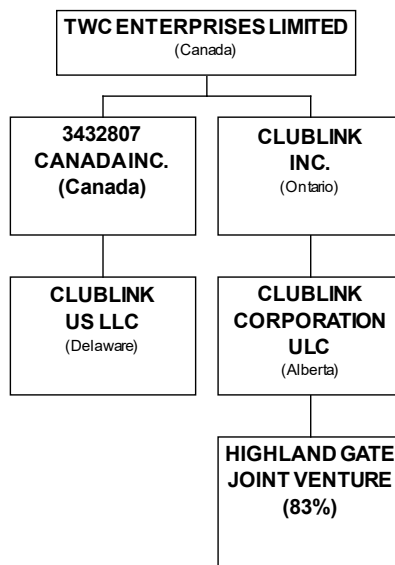 TWC ENTERPRISES LIMITED
(Canada)
3432807
CANADA INC.
(Canada)
CLUBLINK
INC.
(Ontario)
CLUBLINK
US LLC
(Delaware)
CLUBLINK
CORPORATION
ULC
(Alberta)
HIGHLAND GATE
JOINT VENTURE
(83%)